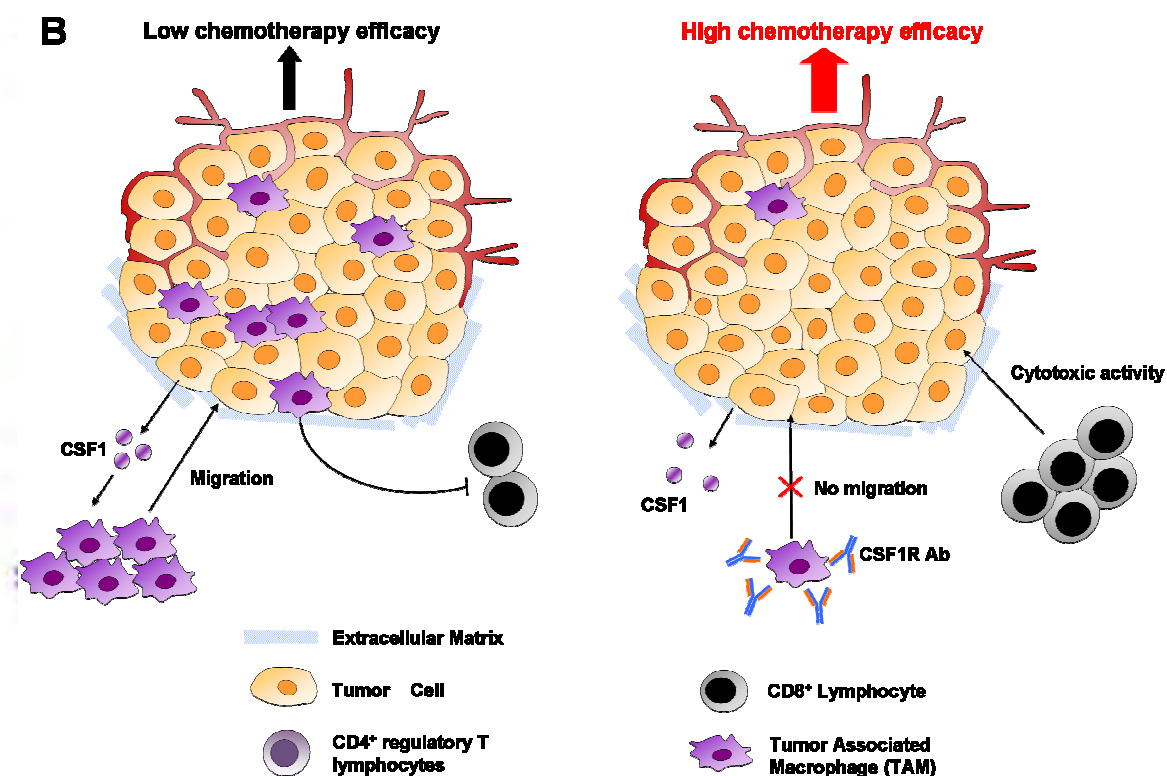 B
Low chemotherapy efficacy
High chemotherapy efficacy
Cytotoxic activity
CSF1
Migration
CSF1
No migration
CSF1R Ab
Extracellular Matrix
Tumor Cell
CD4⁺ regulatory T
lymphocytes
CD8⁺ Lymphocyte
Tumor Associated
Macrophage (TAM)